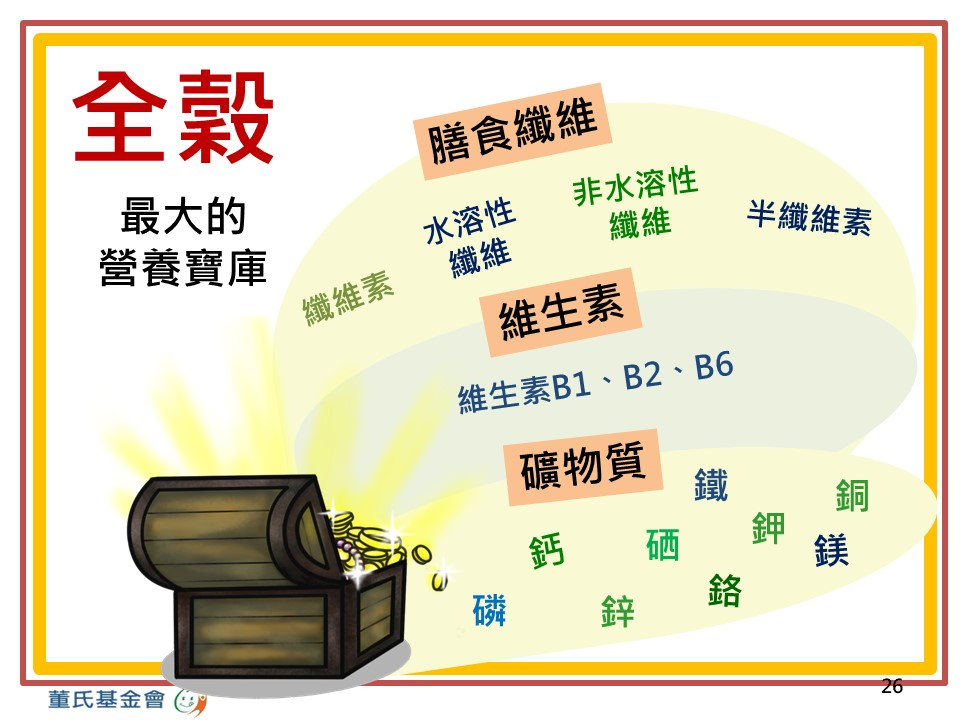 全穀
最大的
營養寶庫
膳食纖維
纖維素
水溶性
纖維
非水溶性
纖維
半纖維素
維生素
維生素B1、B2、B6
礦物質
鐵
銅
鈣
硒
鉀
鎂
磷
鋅
鉻
董氏基金會
26